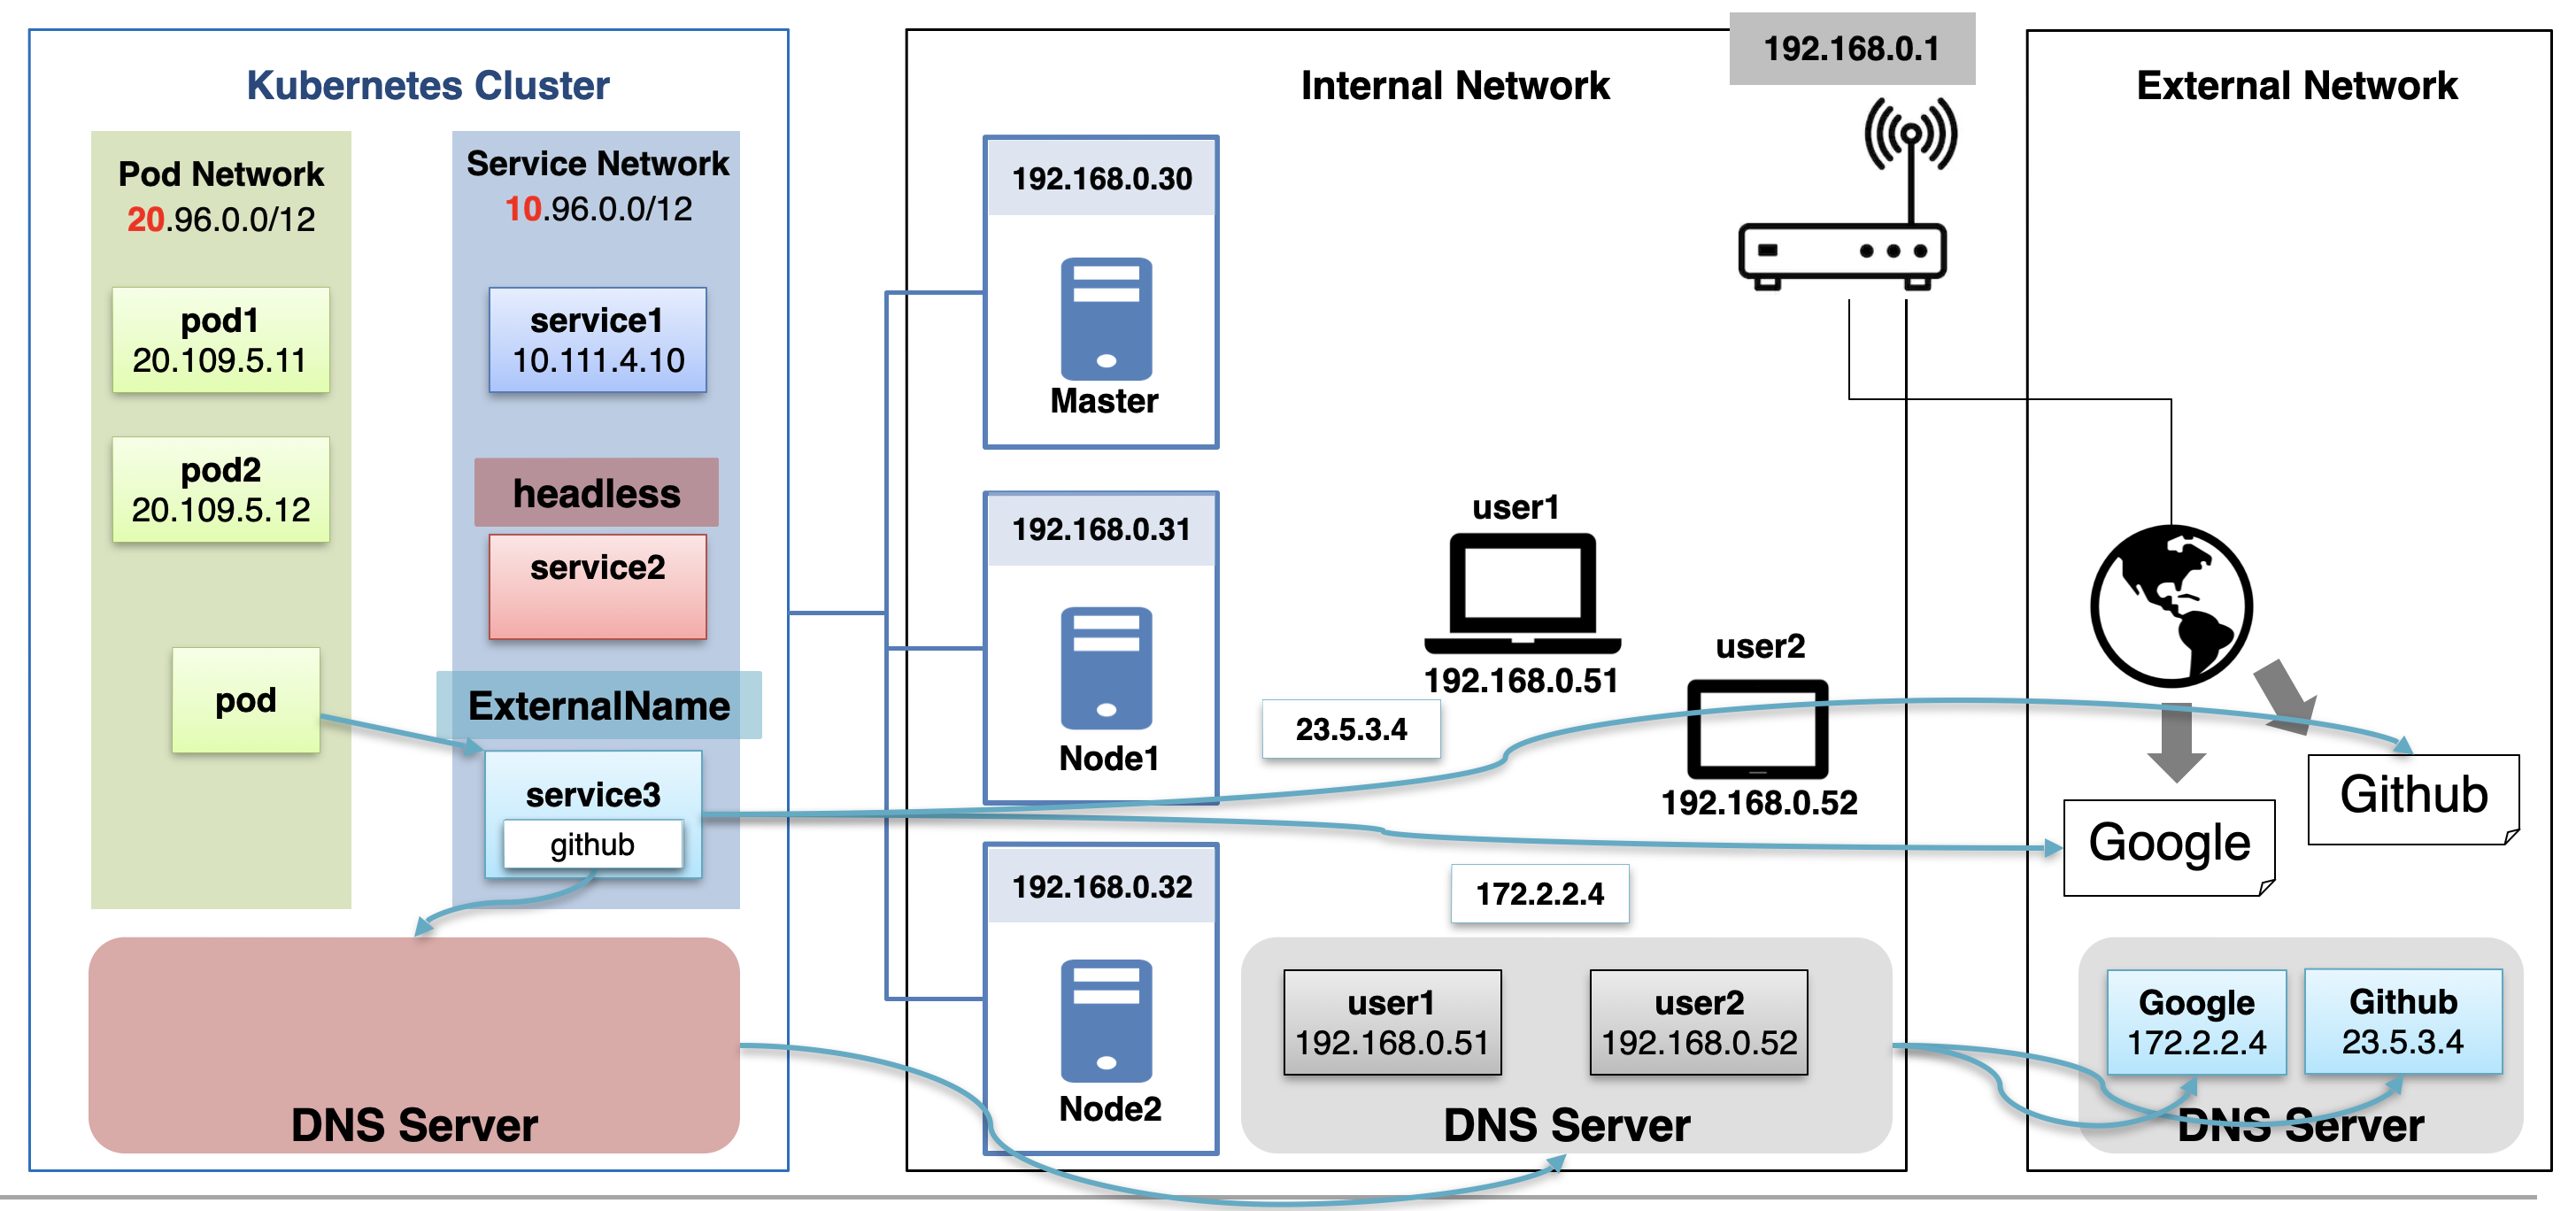 Kubernetes Cluster
Pod Network
20.96.0.0/12
pod1
20.109.5.11
pod2
20.109.5.12
pod
Service Network
10.96.0.0/12
service1
10.111.4.10
headless
service2
ExternalName
service3
github
DNS Server
Internal Network
192.168.0.1
192.168.0.30
Master
192.168.0.31
Node1
192.168.0.32
Node2
user1
192.168.0.51
user2
192.168.0.52
23.5.3.4
172.2.2.4
user1
192.168.0.51
user2
192.168.0.52
DNS Server
External Network
Github
Google
Google
172.2.2.4
Github
23.5.3.4
DNS Server